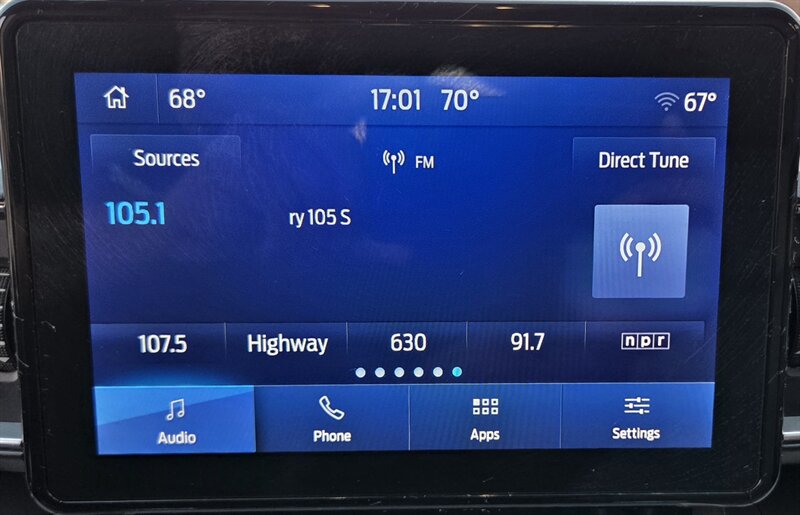 68° 17:01 70° 67°
Sources FM Direct Tune
105.1 ry 105 S
107.5 Highway 630 91.7 npr
Audio Phone Apps Settings